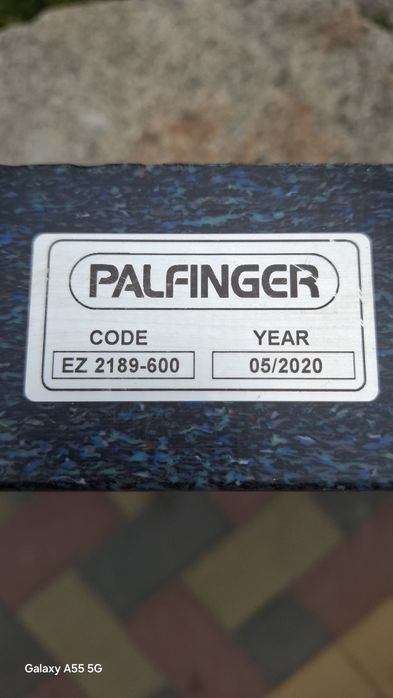 PALFINGER
CODE YEAR
EZ 2189-600 05/2020
Galaxy A55 5G